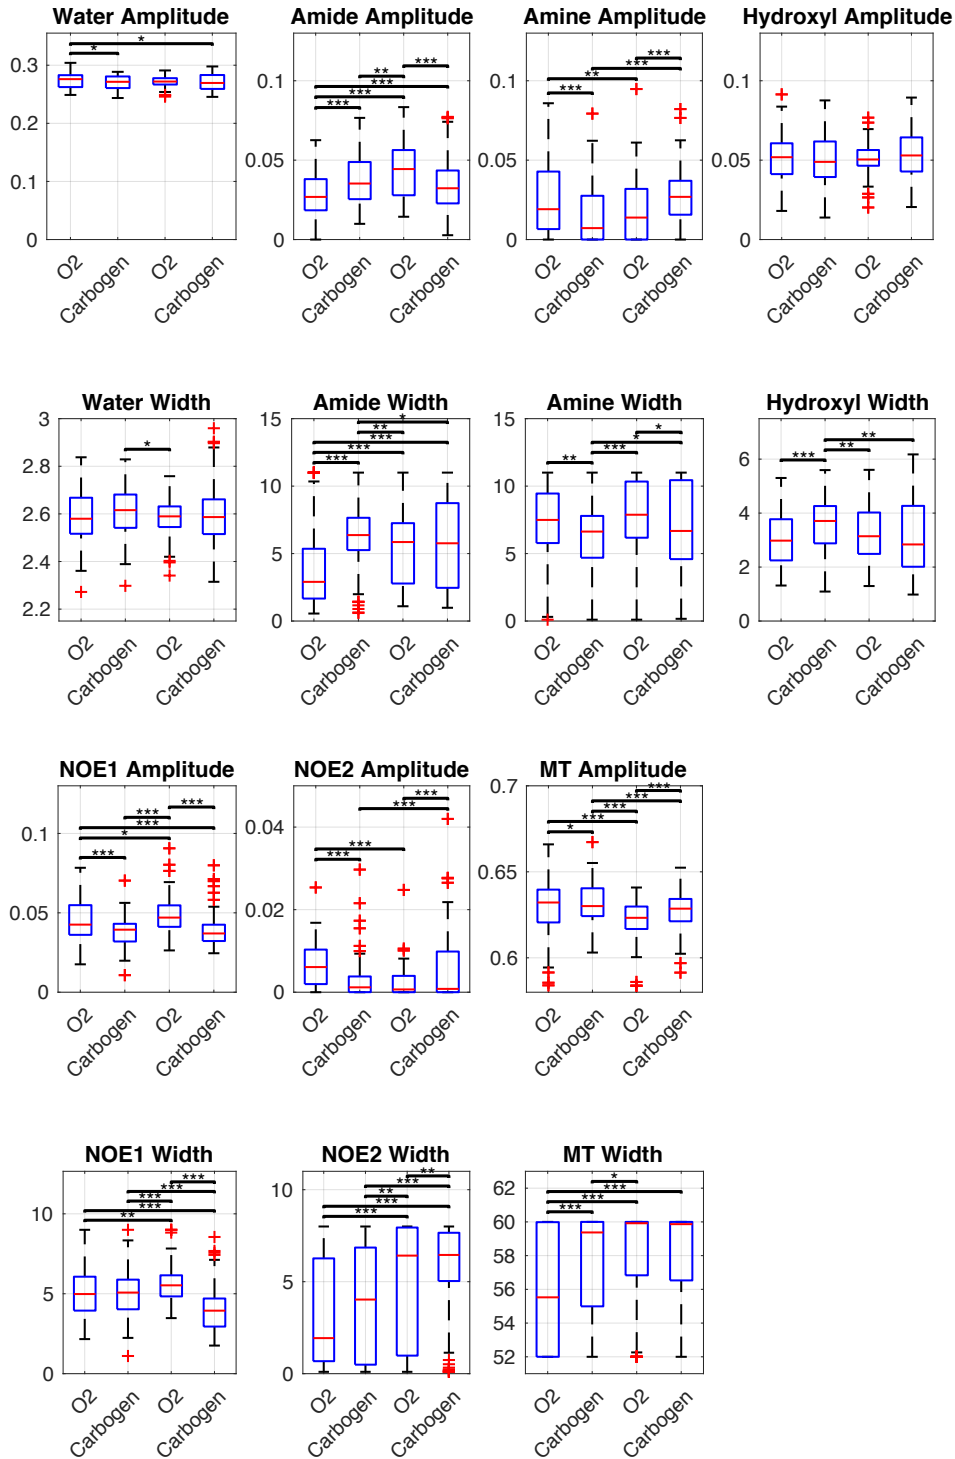 Water Amplitude Amide Amplitude Amine Amplitude Hydroxyl Amplitude
0.3
0.2
0.1
0
* *
O2 Carbogen O2 Carbogen
0.1
0.05
0
*** *** *** ** ***
O2 Carbogen O2 Carbogen
0.1
0.05
0
*** ** *** ***
O2 Carbogen O2 Carbogen
0.1
0.05
0
O2 Carbogen O2 Carbogen
Water Width Amide Width Amine Width Hydroxyl Width
3
2.8
2.6
2.4
2.2
*
O2 Carbogen O2 Carbogen
15
10
5
0
*** *** *** ** *
O2 Carbogen O2 Carbogen
15
10
5
0
** *** * *
O2 Carbogen O2 Carbogen
6
4
2
0
*** ** **
O2 Carbogen O2 Carbogen
NOE1 Amplitude NOE2 Amplitude MT Amplitude
0.1
0.05
0
*** * *** *** ***
O2 Carbogen O2 Carbogen
0.04
0.02
0
*** *** *** ***
O2 Carbogen O2 Carbogen
0.7
0.65
0.6
* *** *** *** ***
O2 Carbogen O2 Carbogen
NOE1 Width NOE2 Width MT Width
10
5
0
** *** *** *** ***
O2 Carbogen O2 Carbogen
10
5
0
*** *** ** *** **
O2 Carbogen O2 Carbogen
62
60
58
56
54
52
*** *** *** *
O2 Carbogen O2 Carbogen